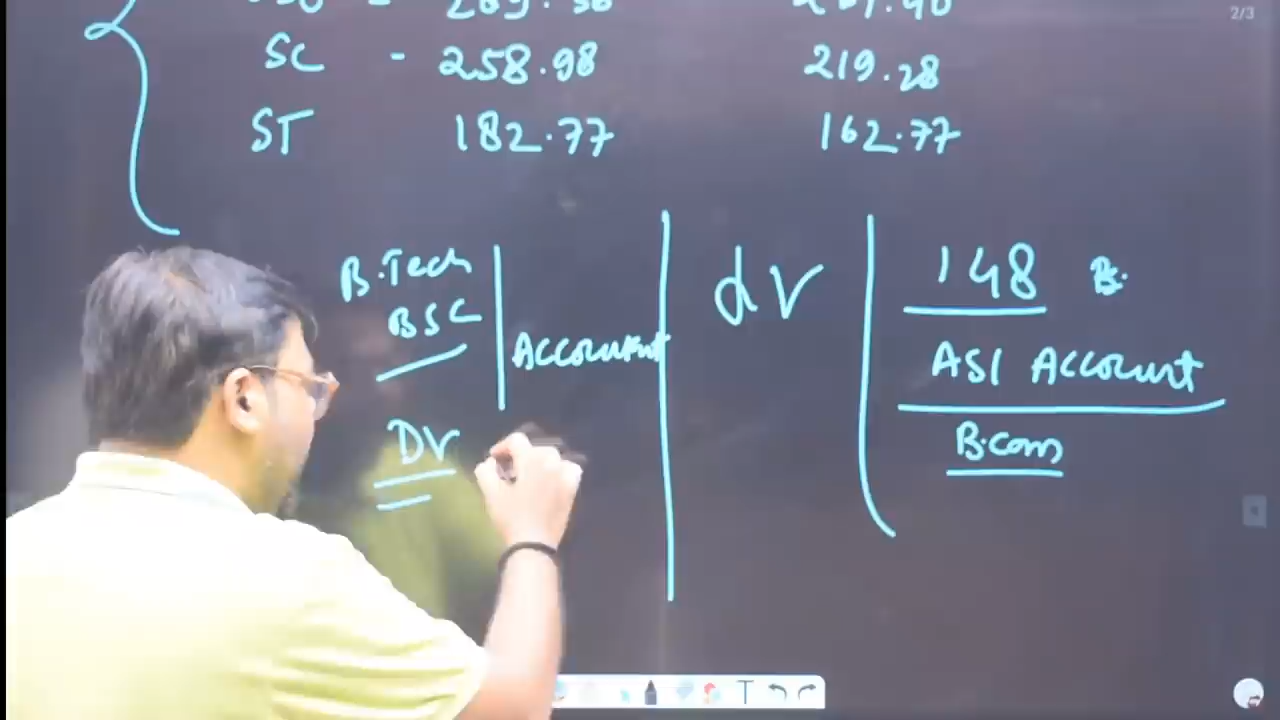 2/3
SC - 258.98 219.28
ST 182.77 162.77
B.Tech
BSC
Account
DV
dV
148
ASI Account
B.com
T